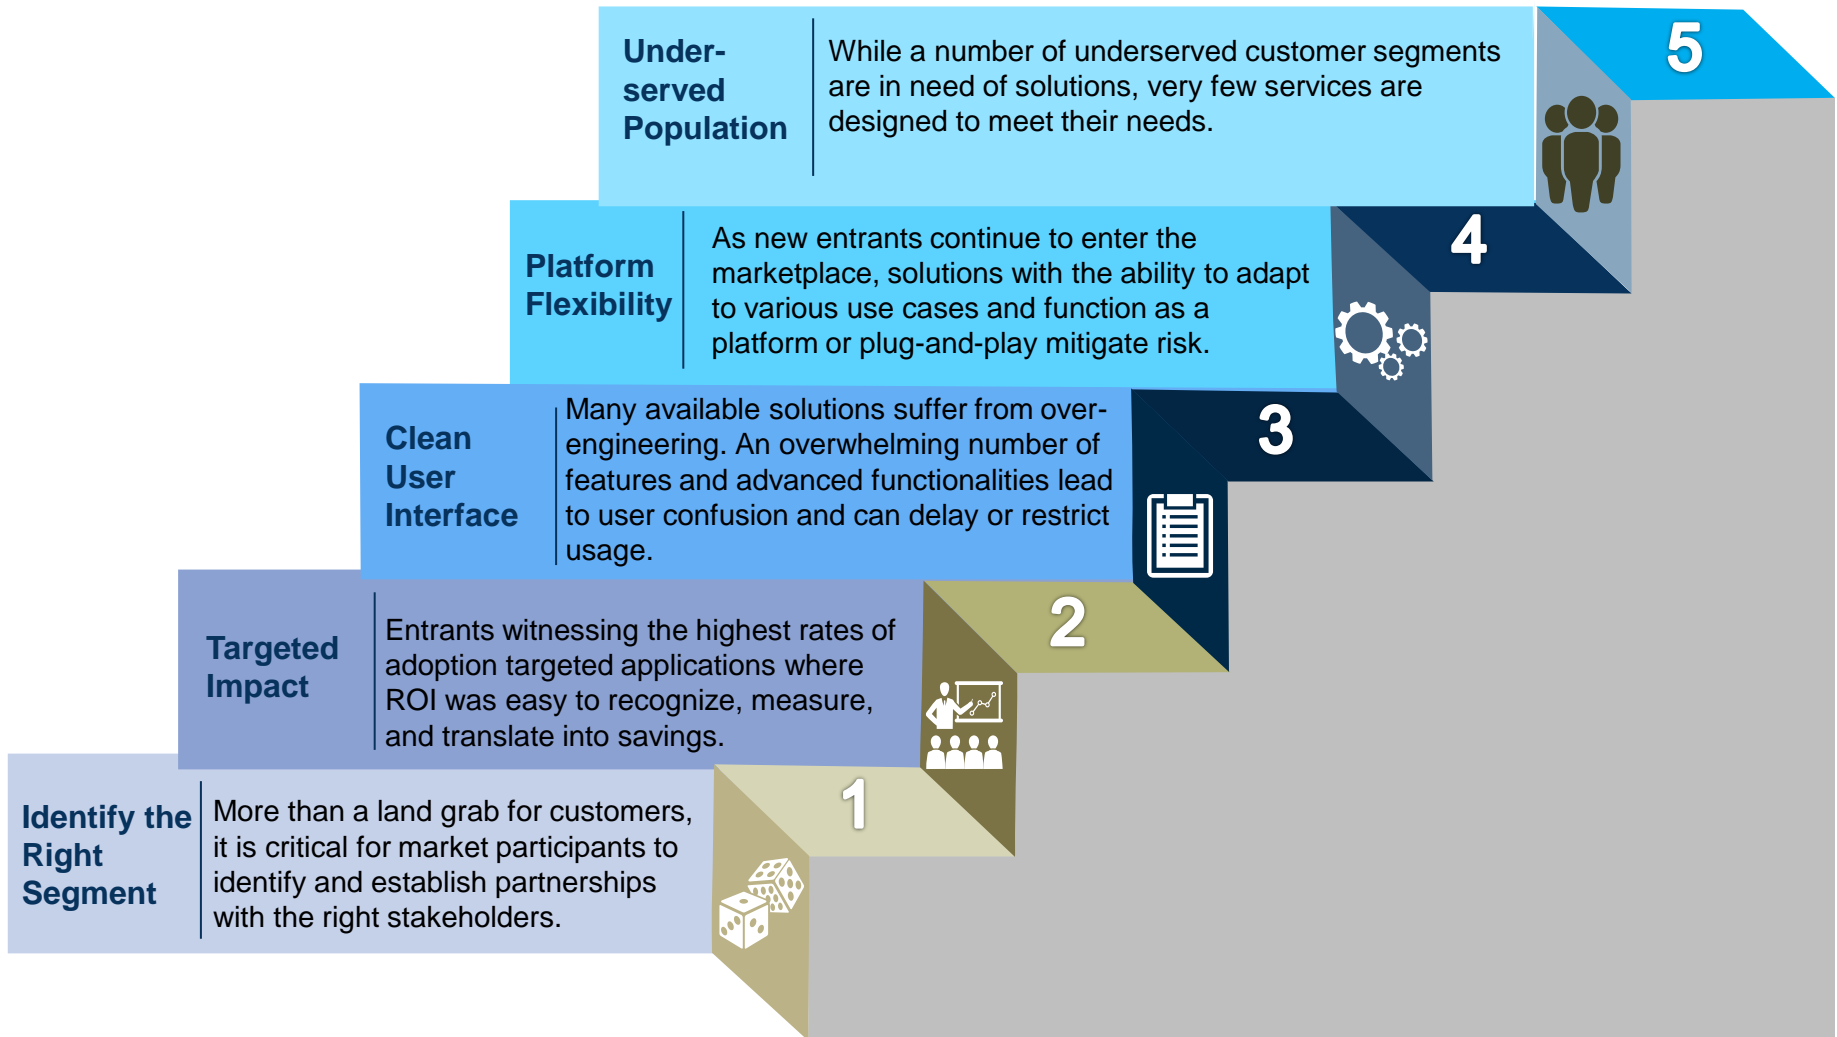 Under-
served
Population
While a number of underserved customer segments
are in need of solutions, very few services are
designed to meet their needs.
5
Platform
Flexibility
As new entrants continue to enter the
marketplace, solutions with the ability to adapt
to various use cases and function as a
platform or plug-and-play mitigate risk.
4
Clean
User
Interface
Many available solutions suffer from over-
engineering. An overwhelming number of
features and advanced functionalities lead
to user confusion and can delay or restrict
usage.
3
Targeted
Impact
Entrants witnessing the highest rates of
adoption targeted applications where
ROI was easy to recognize, measure,
and translate into savings.
2
Identify the
Right
Segment
More than a land grab for customers,
it is critical for market participants to
identify and establish partnerships
with the right stakeholders.
1